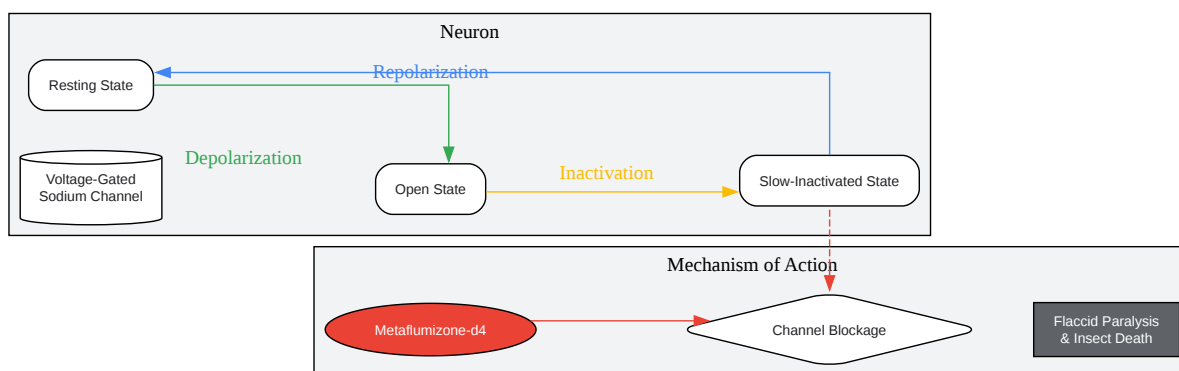 Neuron
Repolarization
Resting State
Depolarization
Voltage-Gated
Sodium Channel
Open State
Inactivation
Slow-Inactivated State
Mechanism of Action
Metaflumizone-d4
Channel Blockage
Flaccid Paralysis
& Insect Death